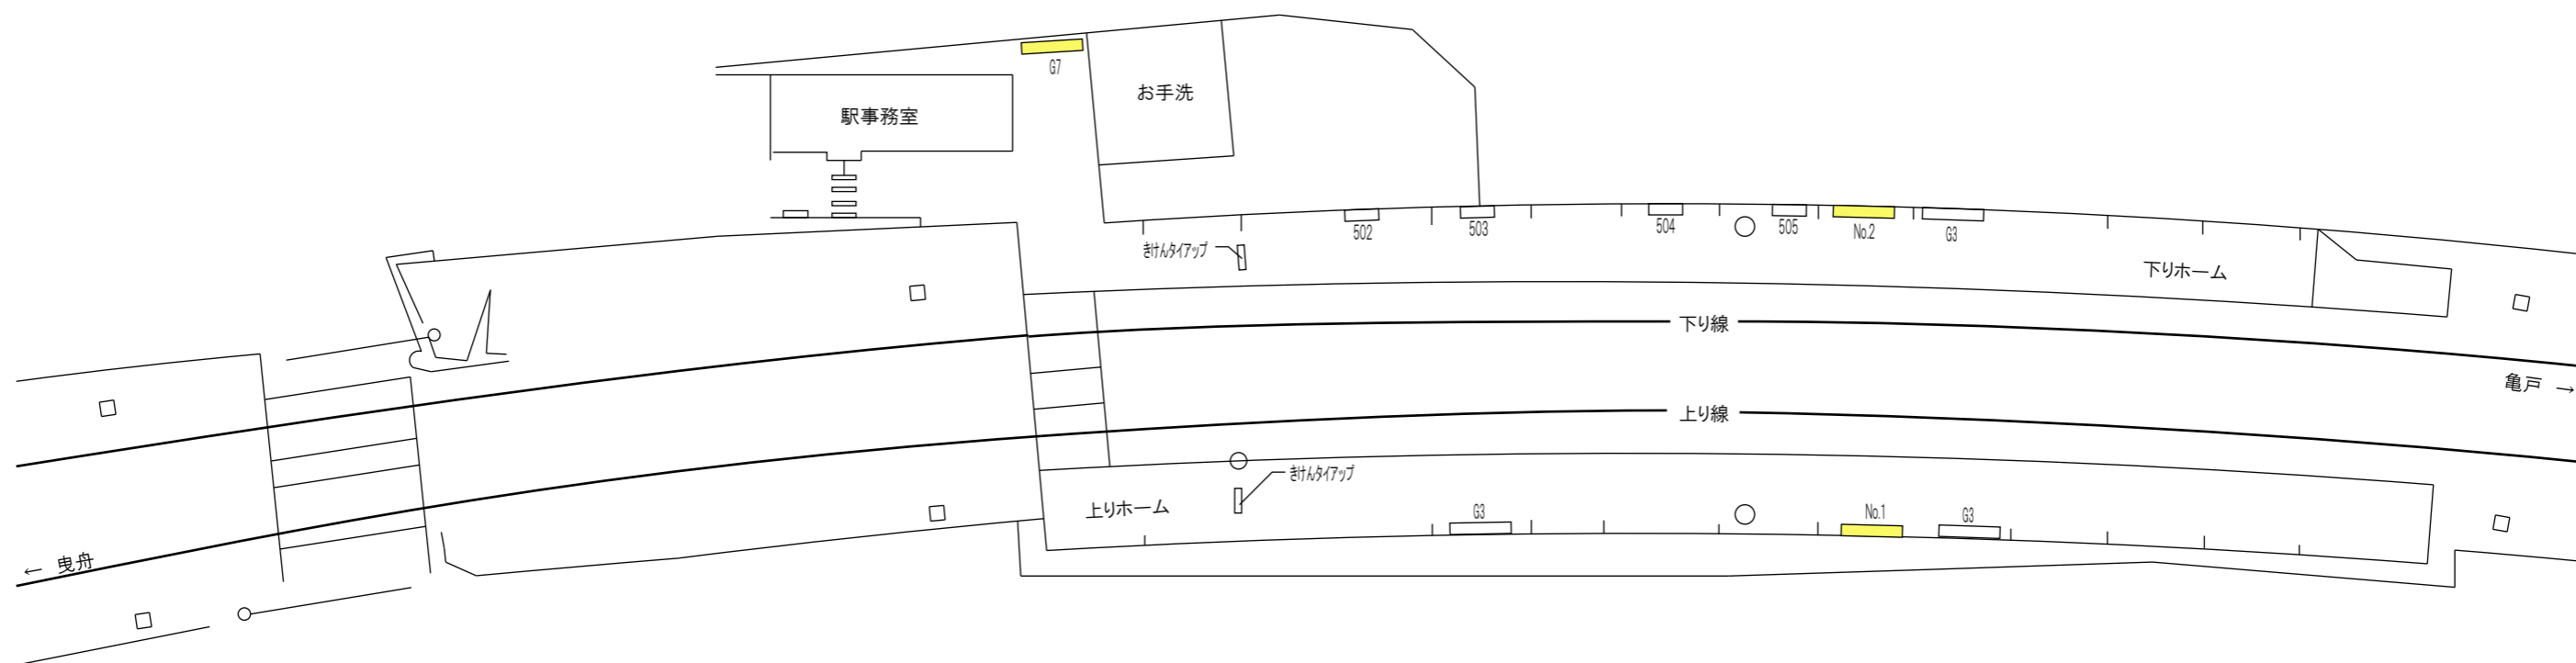 G7
お手洗
駅事務室
502
503
504
505
No.2
G3
きけんタイアップ
下りホーム
下り線
亀戸 →
上り線
きけんタイアップ
上りホーム
G3
No.1
G3
← 曳舟